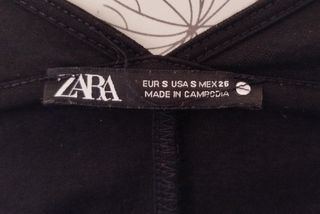 ZARA
EUR S USA S MEX 26
MADE IN CAMBODIA